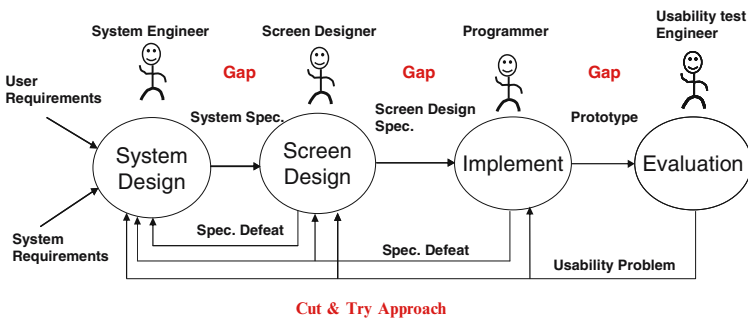 System Engineer
Screen Designer
Programmer
Usability test
Engineer
Gap
Gap
Gap
User
Requirements
System Spec.
Screen Design
Spec.
Prototype
System
Design
Screen
Design
Implement
Evaluation
System
Requirements
Spec. Defeat
Spec. Defeat
Usability Problem
Cut & Try Approach